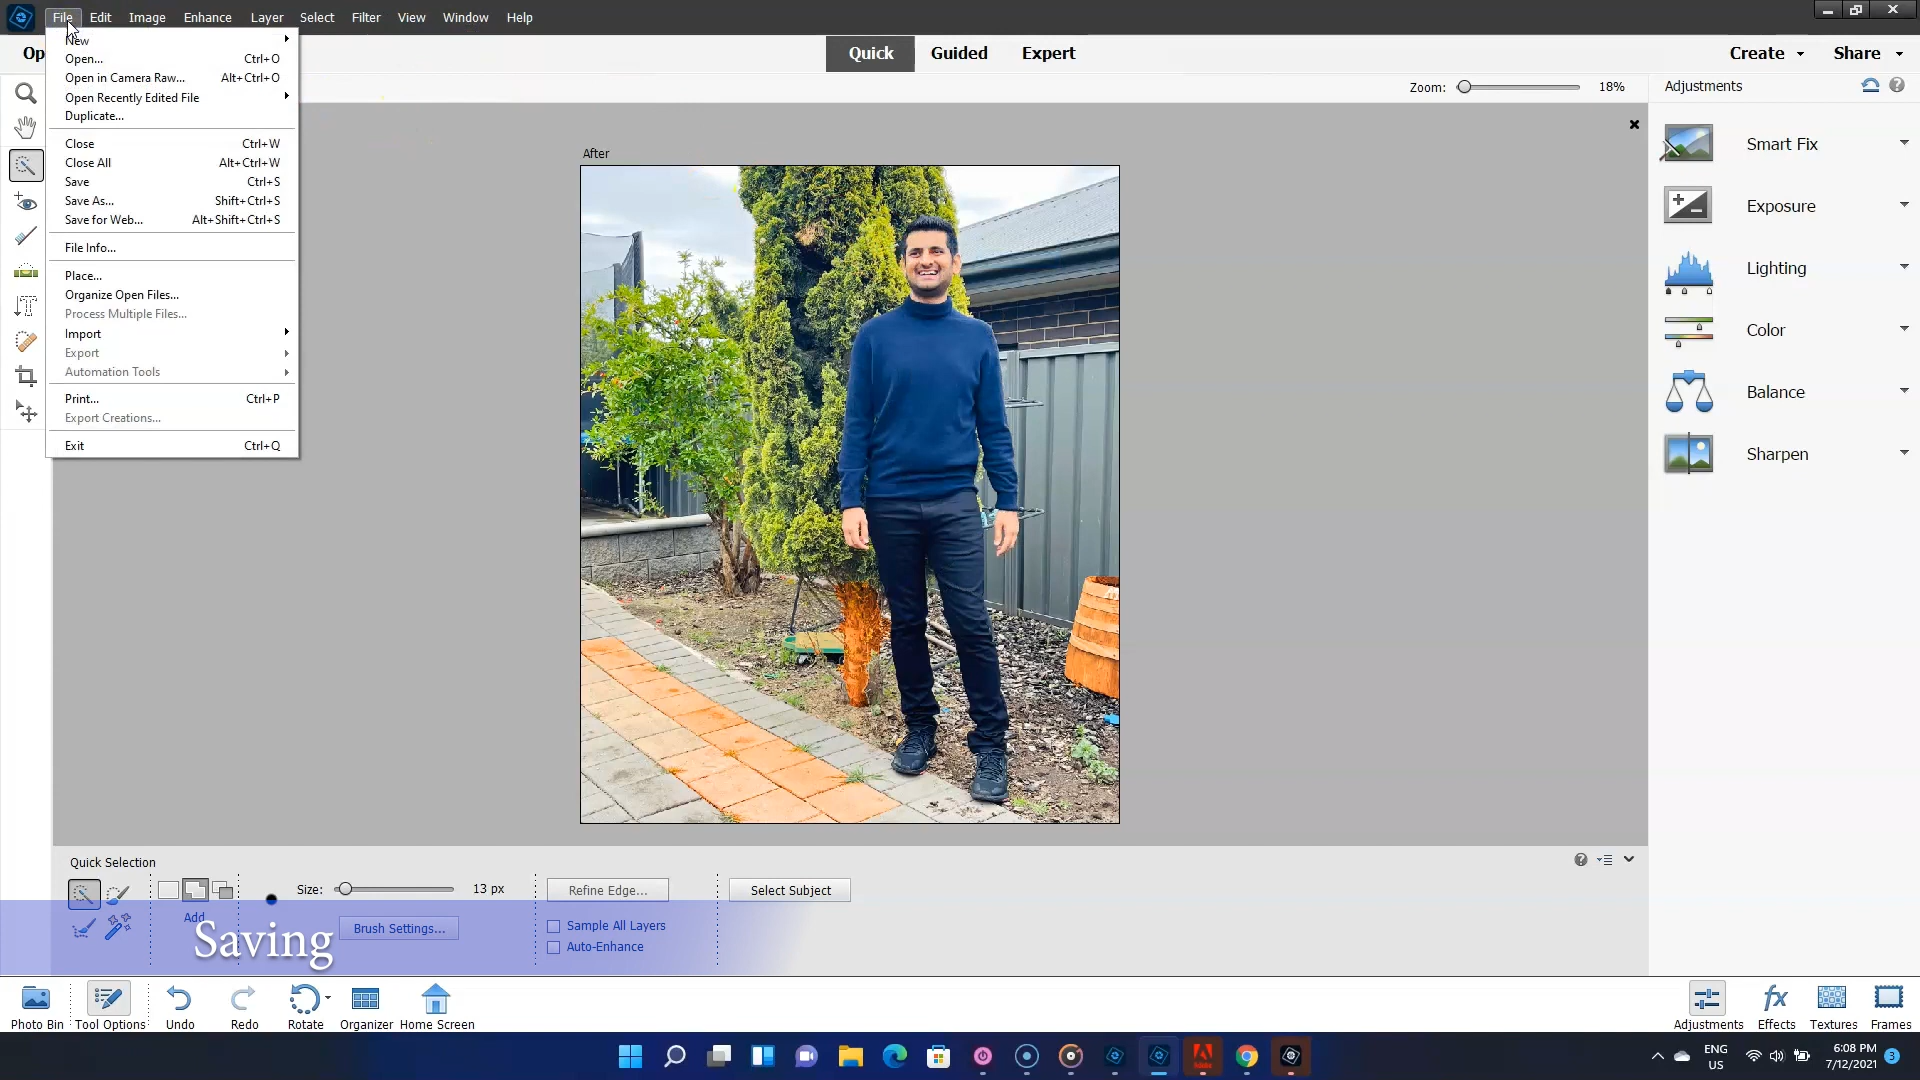 File Edit Image Enhance Layer Select Filter View Window Help
Op
Quick Guided Expert
Create Share
New
Open... Ctrl+O
Open in Camera Raw... Alt+Ctrl+O
Open Recently Edited File
Duplicate...
Close Ctrl+W
Close All Alt+Ctrl+W
Save Ctrl+S
Save As... Shift+Ctrl+S
Save for Web... Alt+Shift+Ctrl+S
File Info...
Place...
Organize Open Files...
Process Multiple Files...
Import
Export
Automation Tools
Print... Ctrl+P
Export Creations...
Exit Ctrl+Q
Zoom: 18%
After
Adjustments
Smart Fix
Exposure
Lighting
Color
Balance
Sharpen
Quick Selection
Size: 13 px
Add
Brush Settings...
Refine Edge...
Sample All Layers
Auto-Enhance
Select Subject
Saving
Photo Bin Tool Options Undo Redo Rotate Organizer Home Screen
Adjustments Effects Textures Frames
ENG
US
6:08 PM
7/12/2021
3